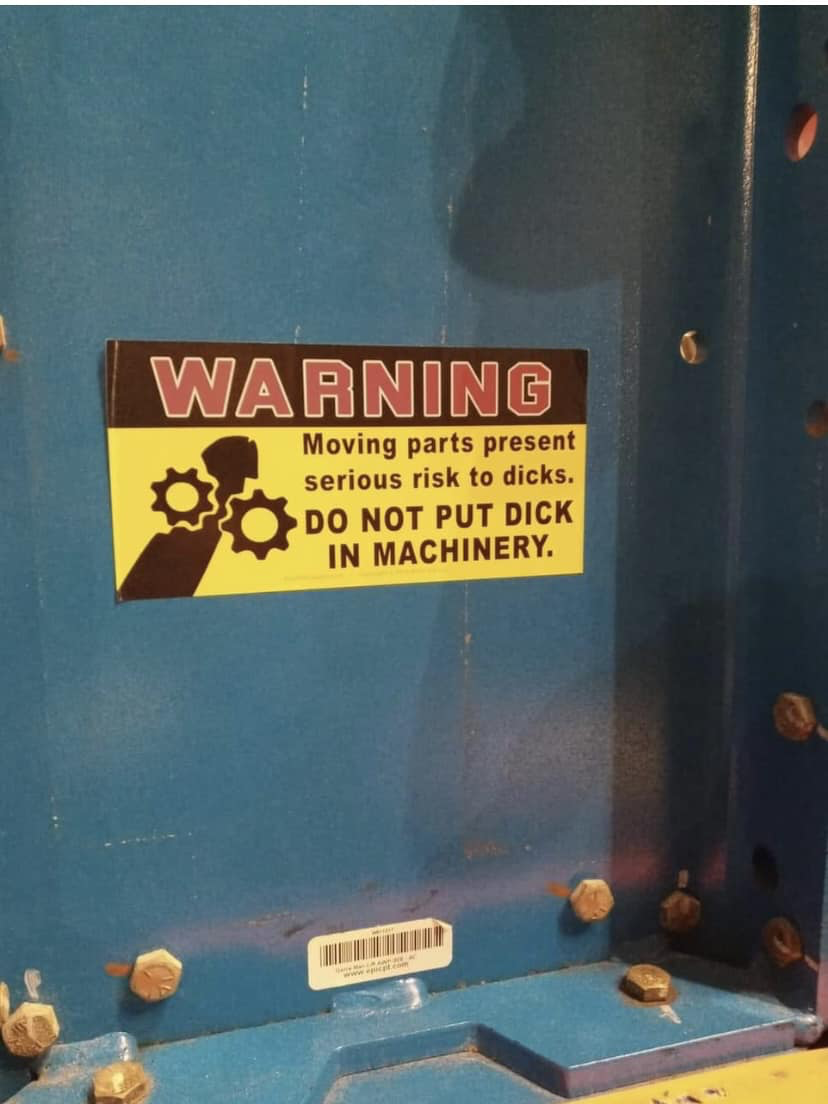 WARNING
Moving parts present
serious risk to dicks.
DO NOT PUT DICK
IN MACHINERY.
www.epicpt.com